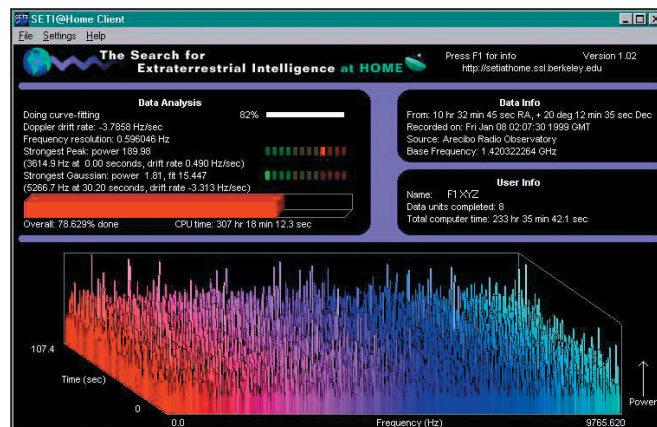 SETI@Home Client
File Settings Help
The Search for
Extraterrestrial Intelligence at HOME
Press F1 for info Version 1.02
http://setiathome.ssl.berkeley.edu
Data Analysis
Doing curve-fitting 82%
Doppler drift rate: -3.7858 Hz/sec
Frequency resolution: 0.596046 Hz
Strongest Peak: power 189.98
(3614.9 Hz at 0.00 seconds, drift rate 0.490 Hz/sec)
Strongest Gaussian: power 1.81, fit 15.447
(5266.7 Hz at 30.20 seconds, drift rate -3.313 Hz/sec)
Overall: 78.629% done CPU time: 307 hr 18 min 12.3 sec
Data Info
From: 10 hr 32 min 45 sec RA, + 20 deg 12 min 35 sec Dec
Recorded on: Fri Jan 08 02:07:30 1999 GMT
Source: Arecibo Radio Observatory
Base Frequency: 1.420322264 GHz
User Info
Name: F1XYZ
Data units completed: 8
Total computer time: 233 hr 35 min 42.1 sec
107.4
Time (sec)
0
0.0
Frequency (Hz)
9765.620
Power